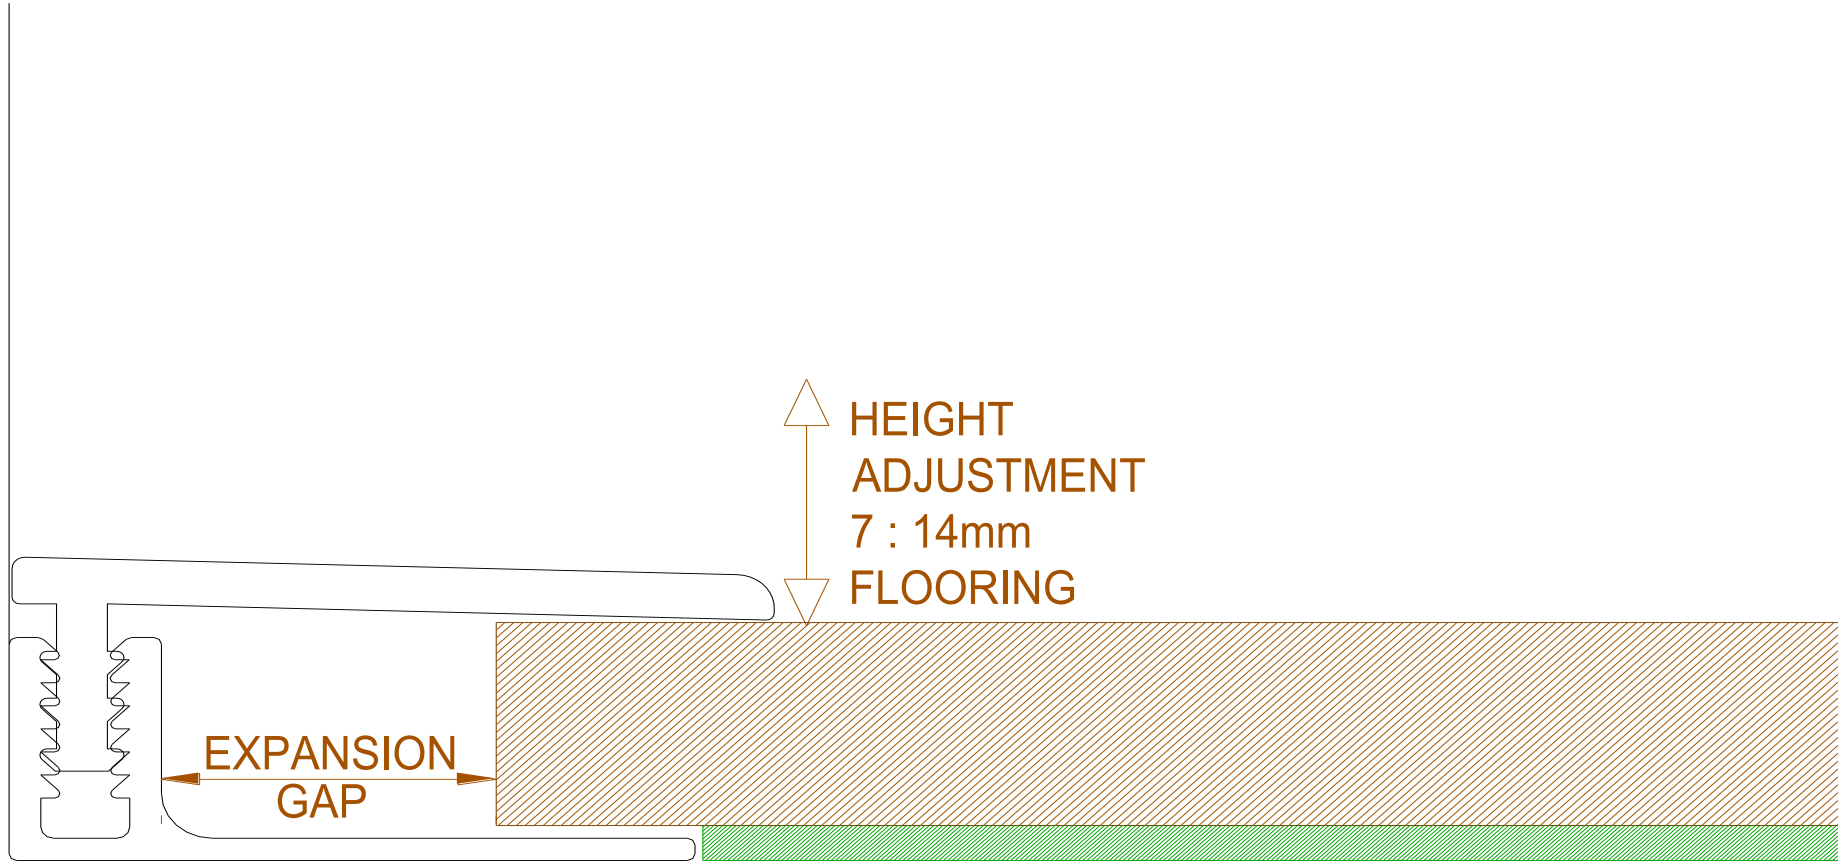 HEIGHT
ADJUSTMENT
7 : 14mm
FLOORING
EXPANSION
GAP